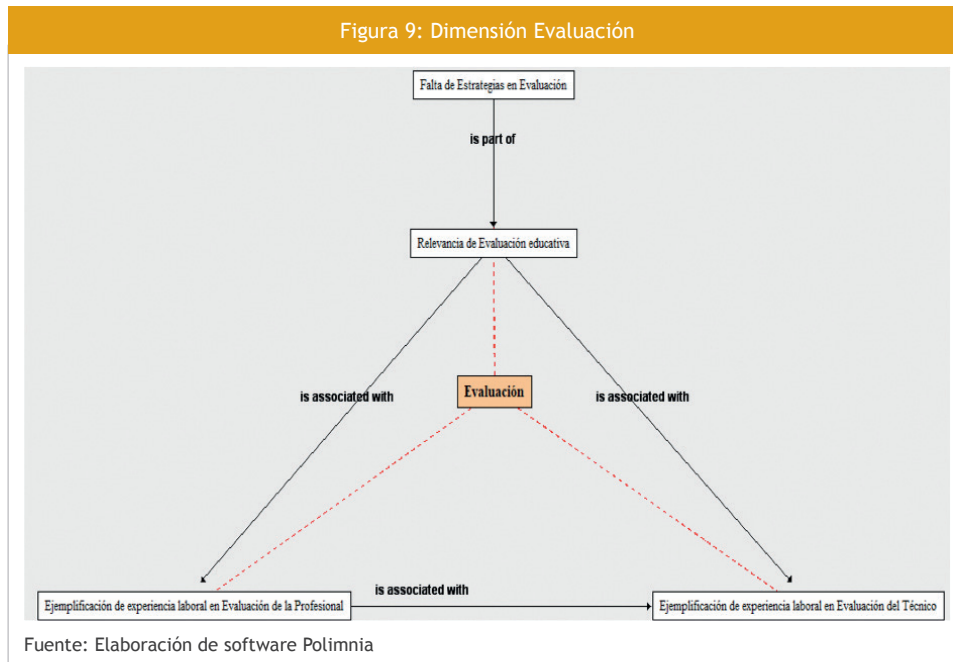 Figura 9: Dimensión Evaluación
Falta de Estrategias en Evaluación
is part of
Relevancia de Evaluación educativa
Evaluación
is associated with
is associated with
is associated with
Ejemplificación de experiencia laboral en Evaluación de la Profesional
Ejemplificación de experiencia laboral en Evaluación del Técnico
Fuente: Elaboración de software Polimnia